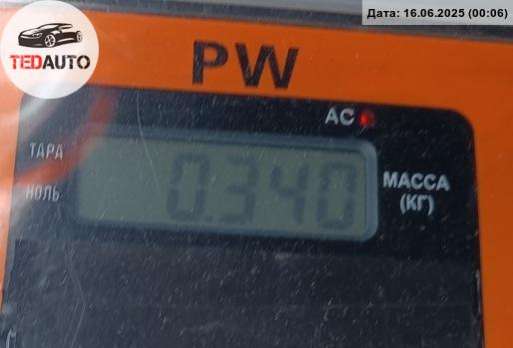 Дата: 16.06.2025 (00:06)
TEDAUTO
PW
AC
ТАРА
НОЛЬ
0.340
МАССА
(КГ)